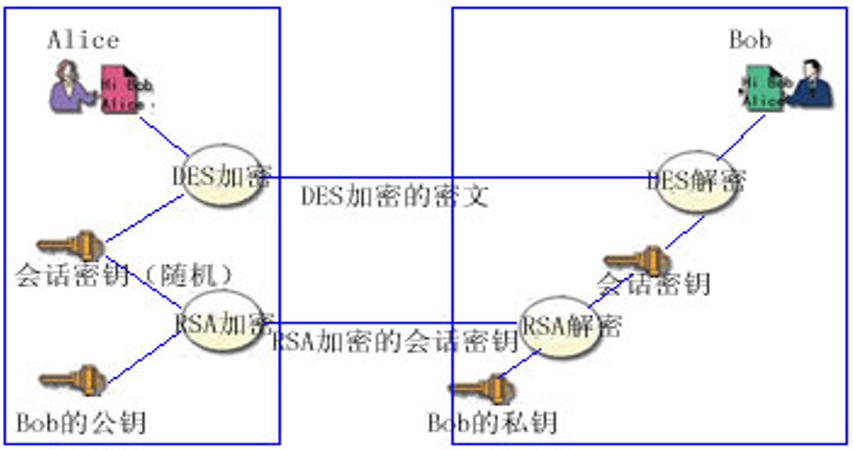 Alice
Bob
Hi Bob
Alice
Hi Bob
Alice
DES加密
DES解密
DES加密的密文
会话密钥（随机）
会话密钥
RSA加密
RSA解密
RSA加密的会话密钥
Bob的公钥
Bob的私钥